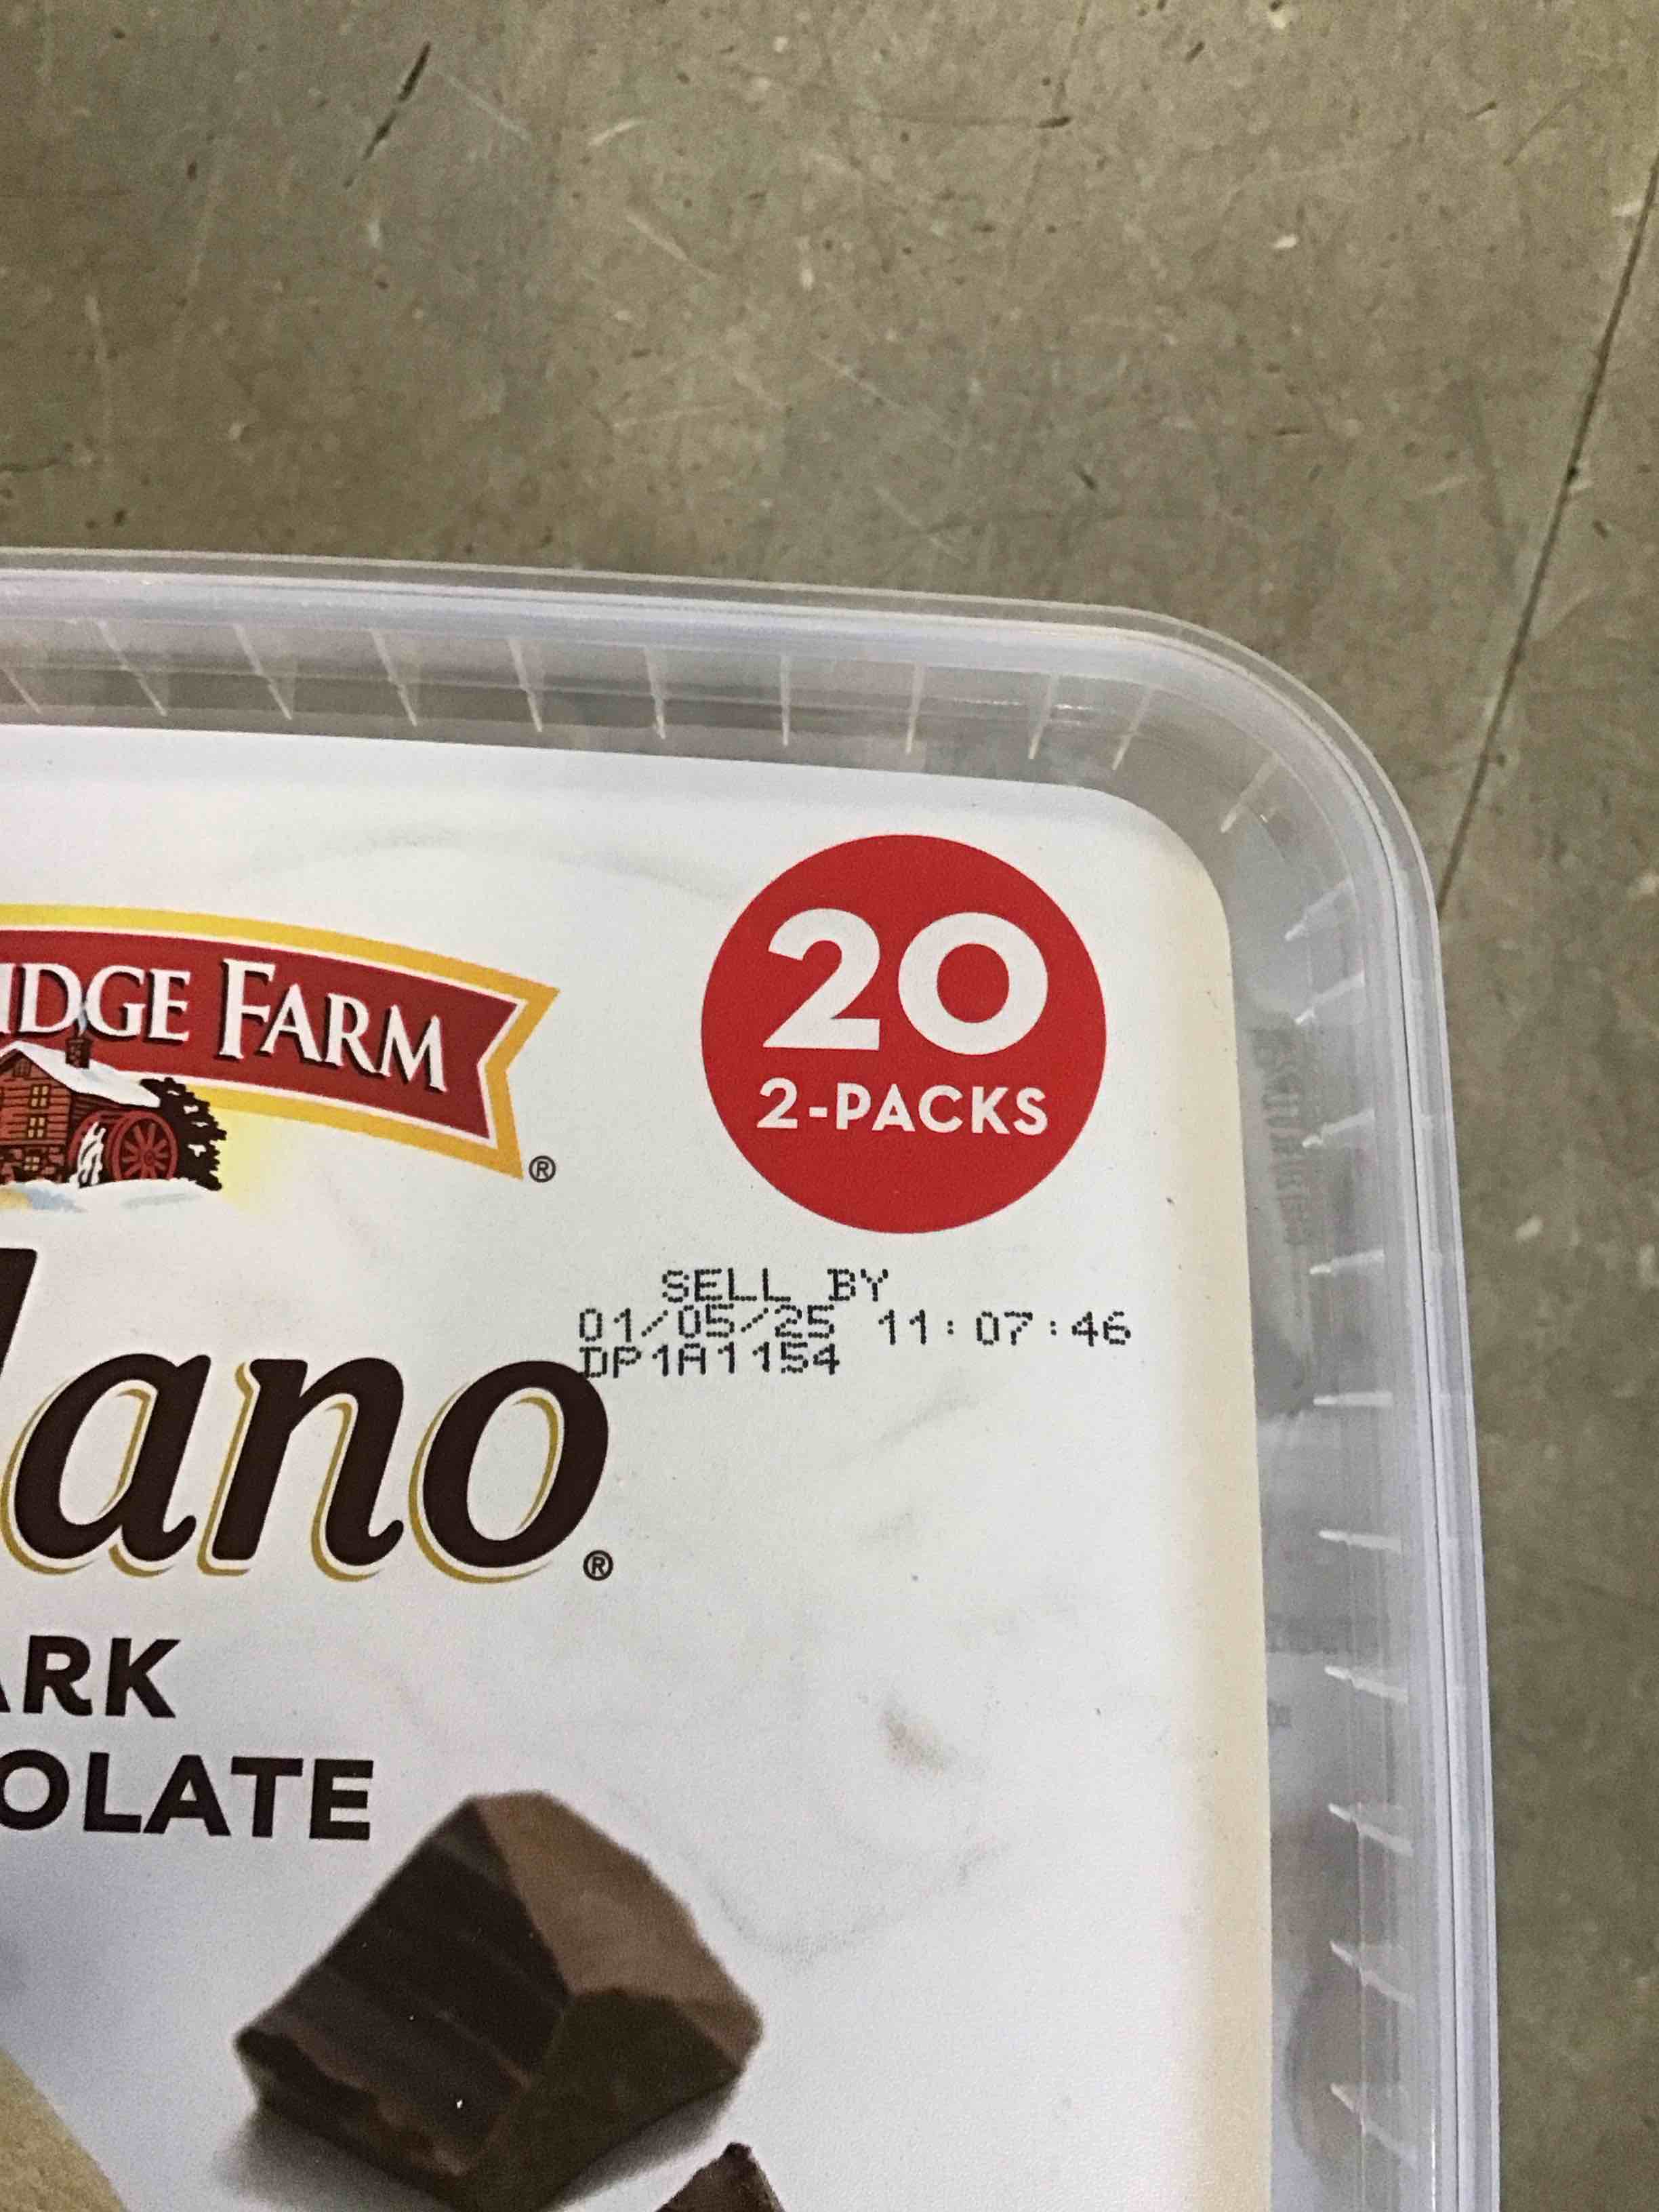 IDGE FARM
®
20
2-PACKS
SELL BY
01/05/25 11:07:46
DP1A1154
lano
®
ARK
OLATE